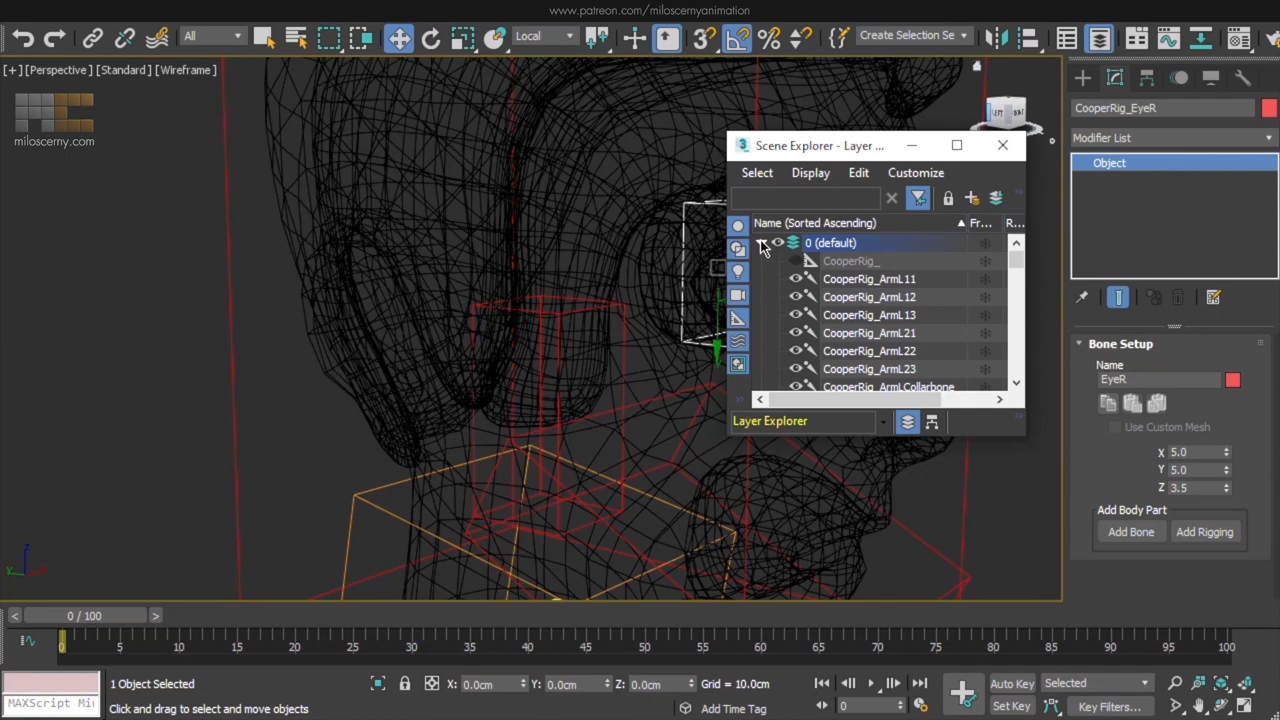 www.patreon.com/miloscernyanimation
All
Local
Create Selection Se
[+] [Perspective] [Standard] [Wireframe]
miloscerny.com
LEFT
CooperRig_EyeR
Modifier List
Object
Scene Explorer - Layer ...
Select Display Edit Customize
Name (Sorted Ascending) Fr... R...
0 (default)
CooperRig_
CooperRig_ArmL11
CooperRig_ArmL12
CooperRig_ArmL13
CooperRig_ArmL21
CooperRig_ArmL22
CooperRig_ArmL23
CooperRig_ArmLCollarbone
Layer Explorer
Bone Setup
Name
EyeR
Use Custom Mesh
X 5.0
Y 5.0
Z 3.5
Add Body Part
Add Bone Add Rigging
0 / 100
0 5 10 15 20 25 30 35 40 45 50 55 60 65 70 75 80 85 90 95 100
1 Object Selected
X: 0.0cm Y: 0.0cm Z: 0.0cm Grid = 10.0cm
Auto Key Selected
MAXScript Mi
Click and drag to select and move objects
Add Time Tag
0
Set Key Key Filters...